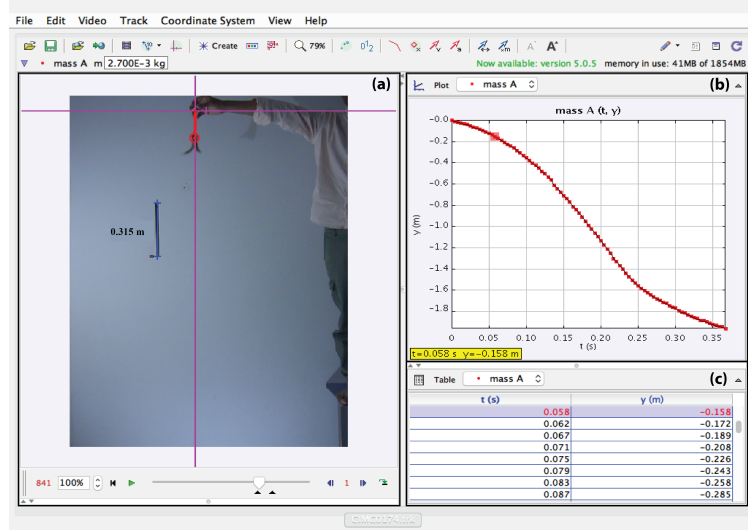 File Edit Video Track Coordinate System View Help
Create 79%
mass A m 2.700E-3 kg
Now available: version 5.0.5 memory in use: 41MB of 1854MB
(a)
0.315 m
841 100% 1
Plot mass A (b)
mass A (t, y)
−0.0
−0.2
−0.4
−0.6
−0.8
−1.0
−1.2
−1.4
−1.6
−1.8
y (m)
0 0.05 0.10 0.15 0.20 0.25 0.30 0.35
t (s)
t=0.058 s y=−0.158 m
Table mass A (c)
t (s) y (m)
0.058 −0.158
0.062 −0.172
0.067 −0.189
0.071 −0.208
0.075 −0.226
0.079 −0.243
0.083 −0.258
0.087 −0.285